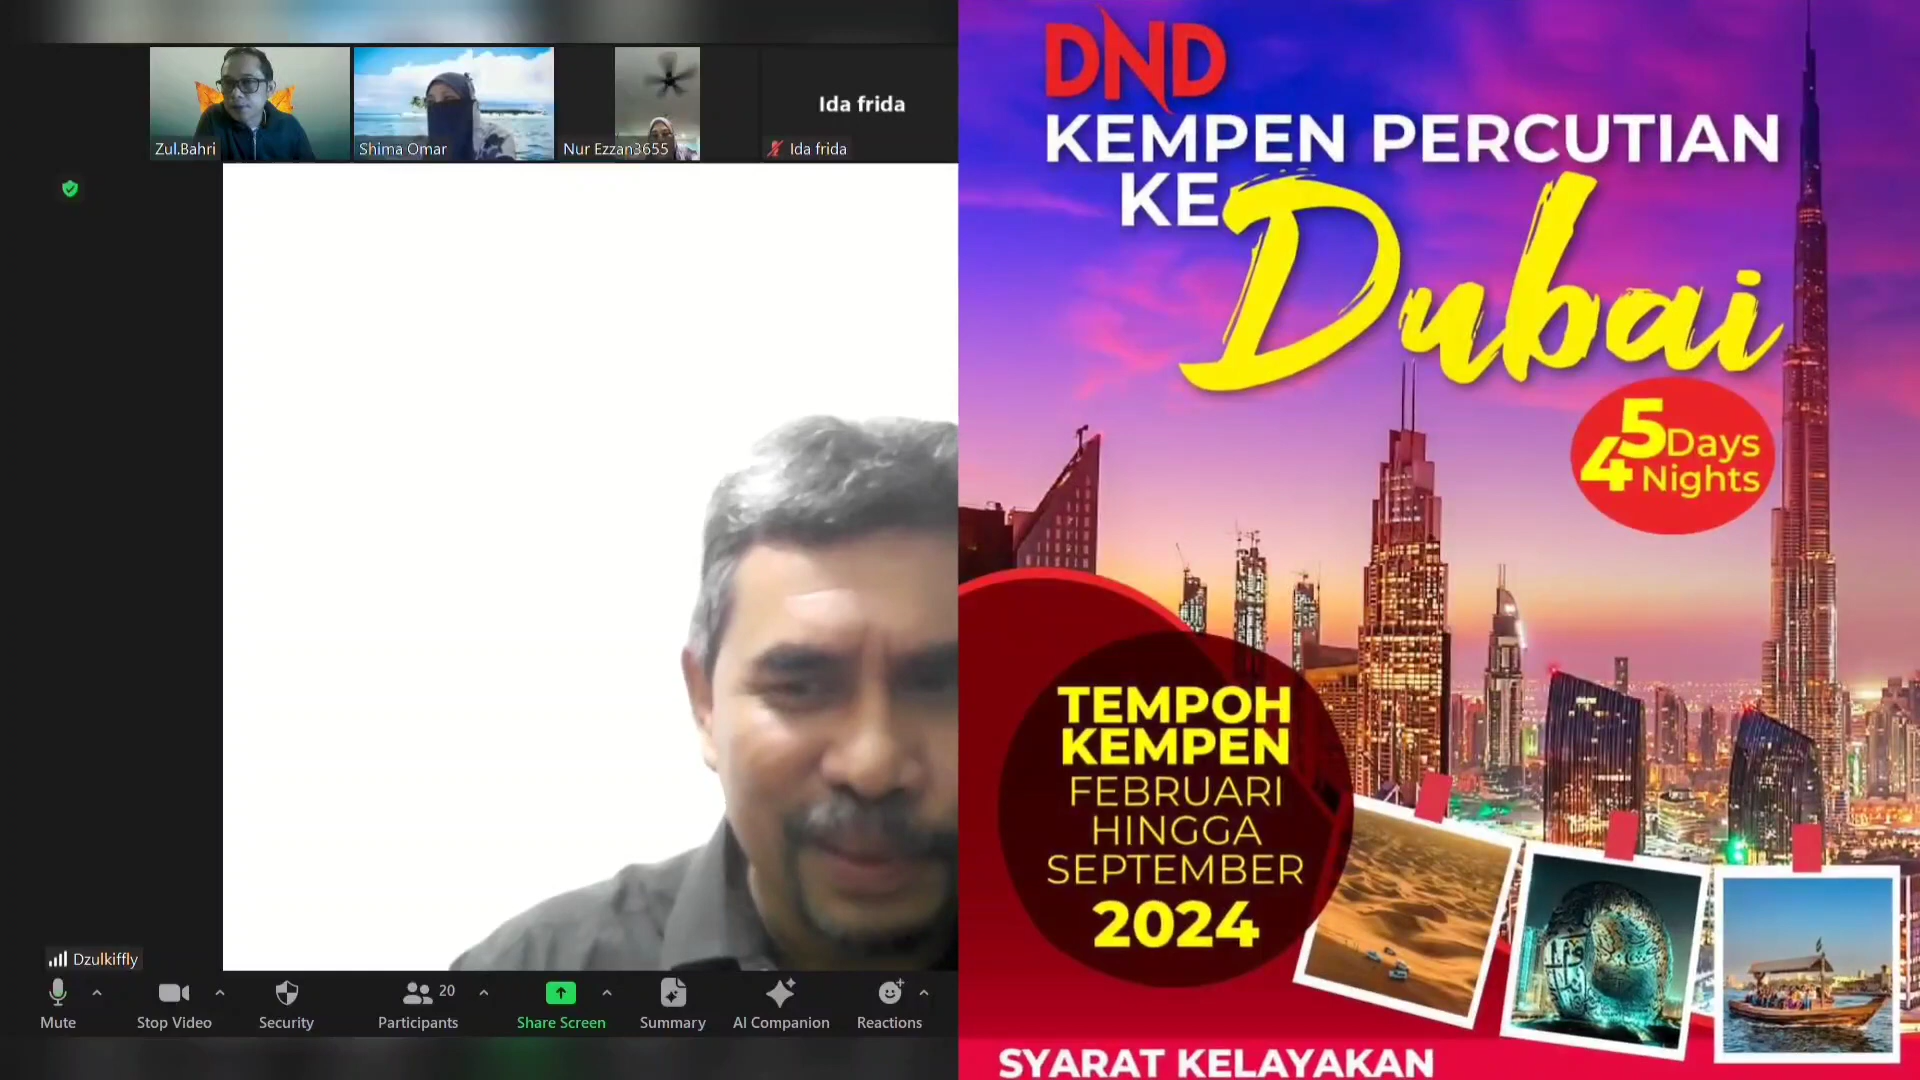 Zul.Bahri
Shima Omar
Nur Ezzan3655
Ida frida
Ida frida
Dzulkiffly
Mute
Stop Video
Security
20
Participants
Share Screen
Summary
AI Companion
Reactions
DND
KEMPEN PERCUTIAN
KE Dubai
5 Days
4 Nights
TEMPOH
KEMPEN
FEBRUARI
HINGGA
SEPTEMBER
2024
SYARAT KELAYAKAN